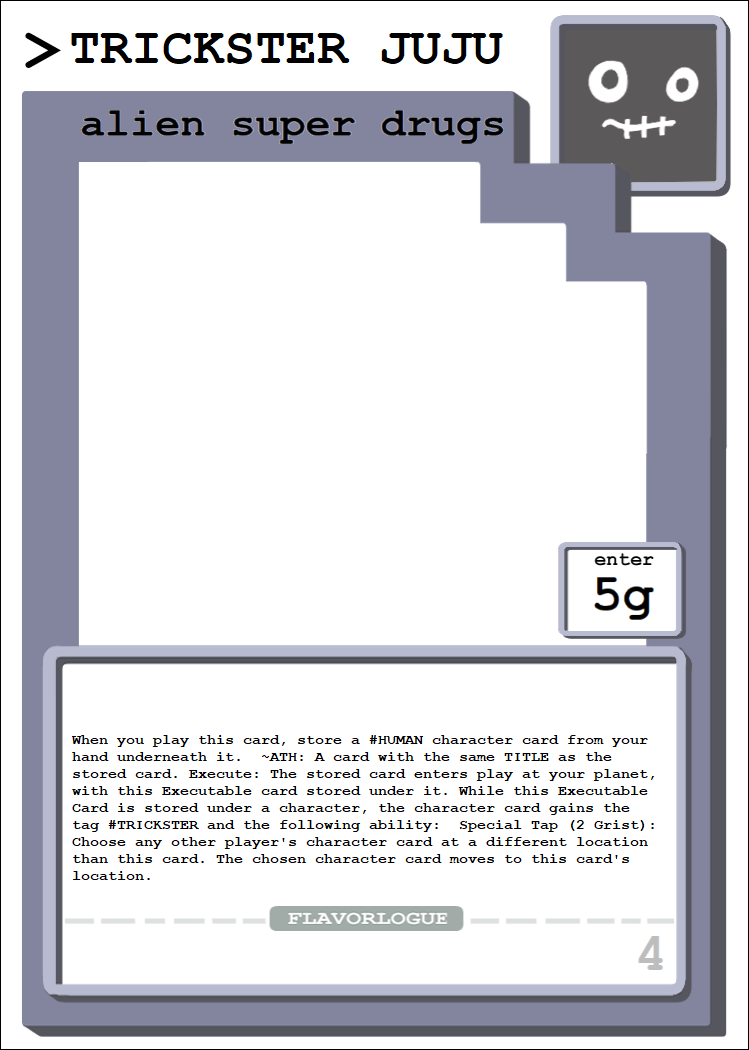 >TRICKSTER JUJU
alien super drugs
enter
5g
When you play this card, store a #HUMAN character card from your
hand underneath it.  ~ATH: A card with the same TITLE as the
stored card. Execute: The stored card enters play at your planet,
with this Executable card stored under it. While this Executable
Card is stored under a character, the character card gains the
tag #TRICKSTER and the following ability:  Special Tap (2 Grist):
Choose any other player's character card at a different location
than this card. The chosen character card moves to this card's
location.
FLAVORLOGUE
4